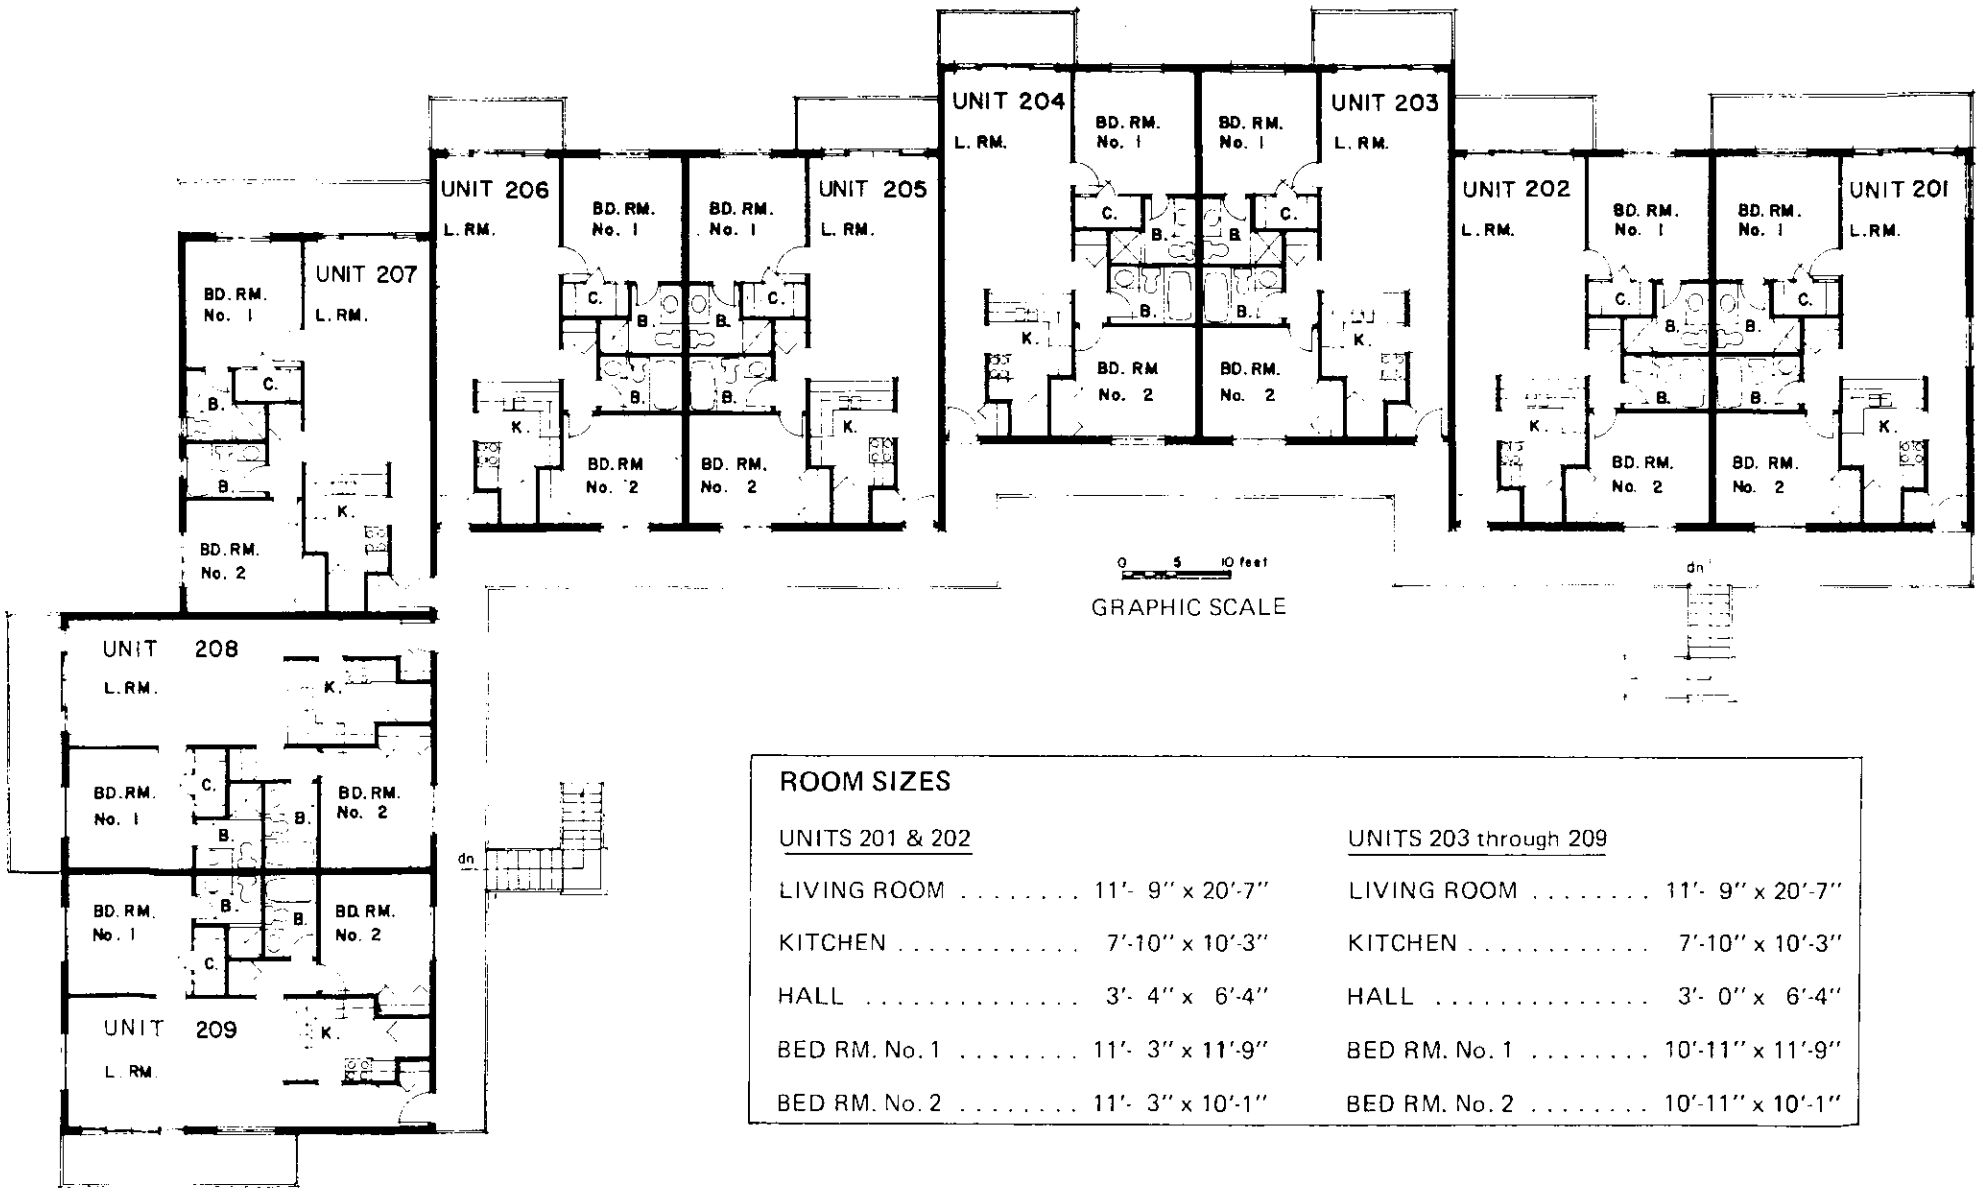 UNIT 204
L. RM.
BD. RM.
No. 1
C.
B.
B.
K.
BD. RM
No. 2
BD. RM.
No. 1
UNIT 203
L. RM.
C.
B.
B.
K.
BD. RM.
No. 2
UNIT 206
L. RM.
BD. RM.
No. 1
C.
B.
B.
K.
BD. RM
No. 2
BD. RM.
No. 1
UNIT 205
L. RM.
C.
B.
B.
K.
BD. RM.
No. 2
UNIT 202
L. RM.
BD. RM.
No. 1
C.
B.
B.
K.
BD. RM.
No. 2
BD. RM.
No. 1
UNIT 201
L. RM.
C.
B.
B.
K.
BD. RM.
No. 2
UNIT 207
L. RM.
BD. RM.
No. 1
C.
B.
B.
K.
BD. RM.
No. 2
0 5 10 feet
GRAPHIC SCALE
dn
UNIT 208
L. RM.
K.
BD. RM.
No. 1
C.
B.
B.
BD. RM.
No. 2
dn
BD. RM.
No. 1
B.
B.
C.
BD. RM.
No. 2
UNIT 209
K.
L. RM.
ROOM SIZES
UNITS 201 & 202
LIVING ROOM . . . . . . . . 11'- 9" x 20'-7"
KITCHEN . . . . . . . . . . . . 7'-10" x 10'-3"
HALL . . . . . . . . . . . . . . 3'- 4" x 6'-4"
BED RM. No. 1 . . . . . . . . 11'- 3" x 11'-9"
BED RM. No. 2 . . . . . . . . 11'- 3" x 10'-1"
UNITS 203 through 209
LIVING ROOM . . . . . . . . 11'- 9" x 20'-7"
KITCHEN . . . . . . . . . . . . 7'-10" x 10'-3"
HALL . . . . . . . . . . . . . . 3'- 0" x 6'-4"
BED RM. No. 1 . . . . . . . . 10'-11" x 11'-9"
BED RM. No. 2 . . . . . . . . 10'-11" x 10'-1"